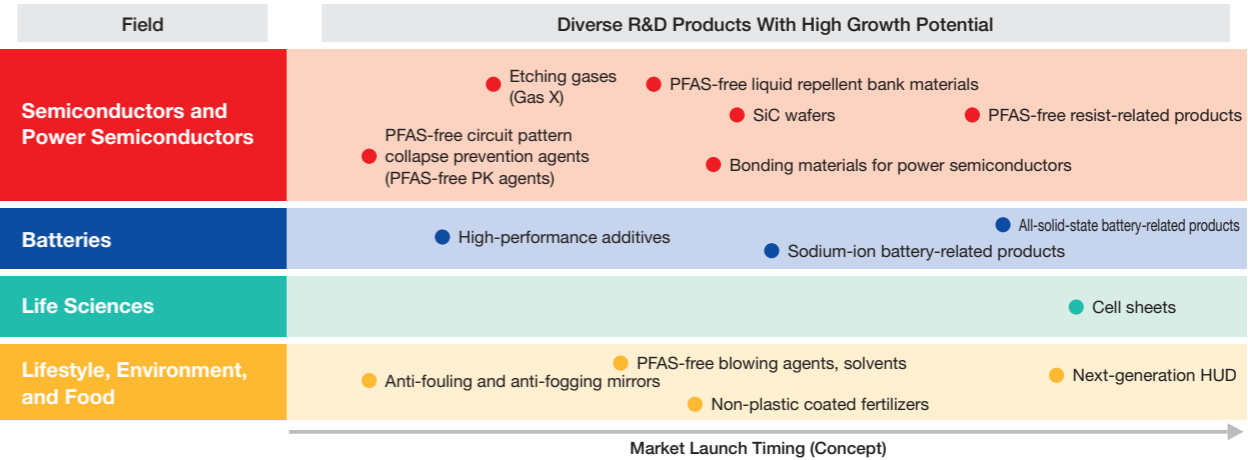 Field
Diverse R&D Products With High Growth Potential
Semiconductors and
Power Semiconductors
Etching gases
(Gas X)
PFAS-free liquid repellent bank materials
SiC wafers
PFAS-free resist-related products
PFAS-free circuit pattern
collapse prevention agents
(PFAS-free PK agents)
Bonding materials for power semiconductors
Batteries
High-performance additives
Sodium-ion battery-related products
All-solid-state battery-related products
Life Sciences
Cell sheets
Lifestyle, Environment,
and Food
Anti-fouling and anti-fogging mirrors
PFAS-free blowing agents, solvents
Non-plastic coated fertilizers
Next-generation HUD
Market Launch Timing (Concept)